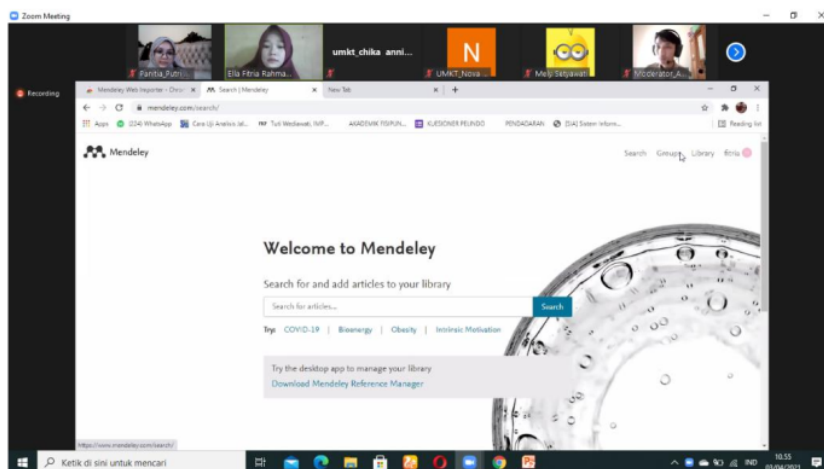 Zoom Meeting
umkt_chika anni...
N
Panitia_Putri
Ella Fitria Rahma...
UMKT_Nova
Mely Setyawati
Moderator_A...
Recording
Mendeley Web Importer - Chro
Search | Mendeley
New Tab
mendeley.com/search/
Apps
(224) WhatsApp
Cara Uji Analisis Jal...
Tuti Wediawati, IMP...
AKADEMIK FISIPUN...
KUESIONER PELINDO
PENDADARAN
[SIA] Sistem Inform...
Reading list
Mendeley
Search Groups Library fitria
Welcome to Mendeley
Search for and add articles to your library
Search for articles...
Search
Try: COVID-19 | Bioenergy | Obesity | Intrinsic Motivation
Try the desktop app to manage your library
Download Mendeley Reference Manager
https://www.mendeley.com/search/
Ketik di sini untuk mencari
IND
10.55
03/04/2021